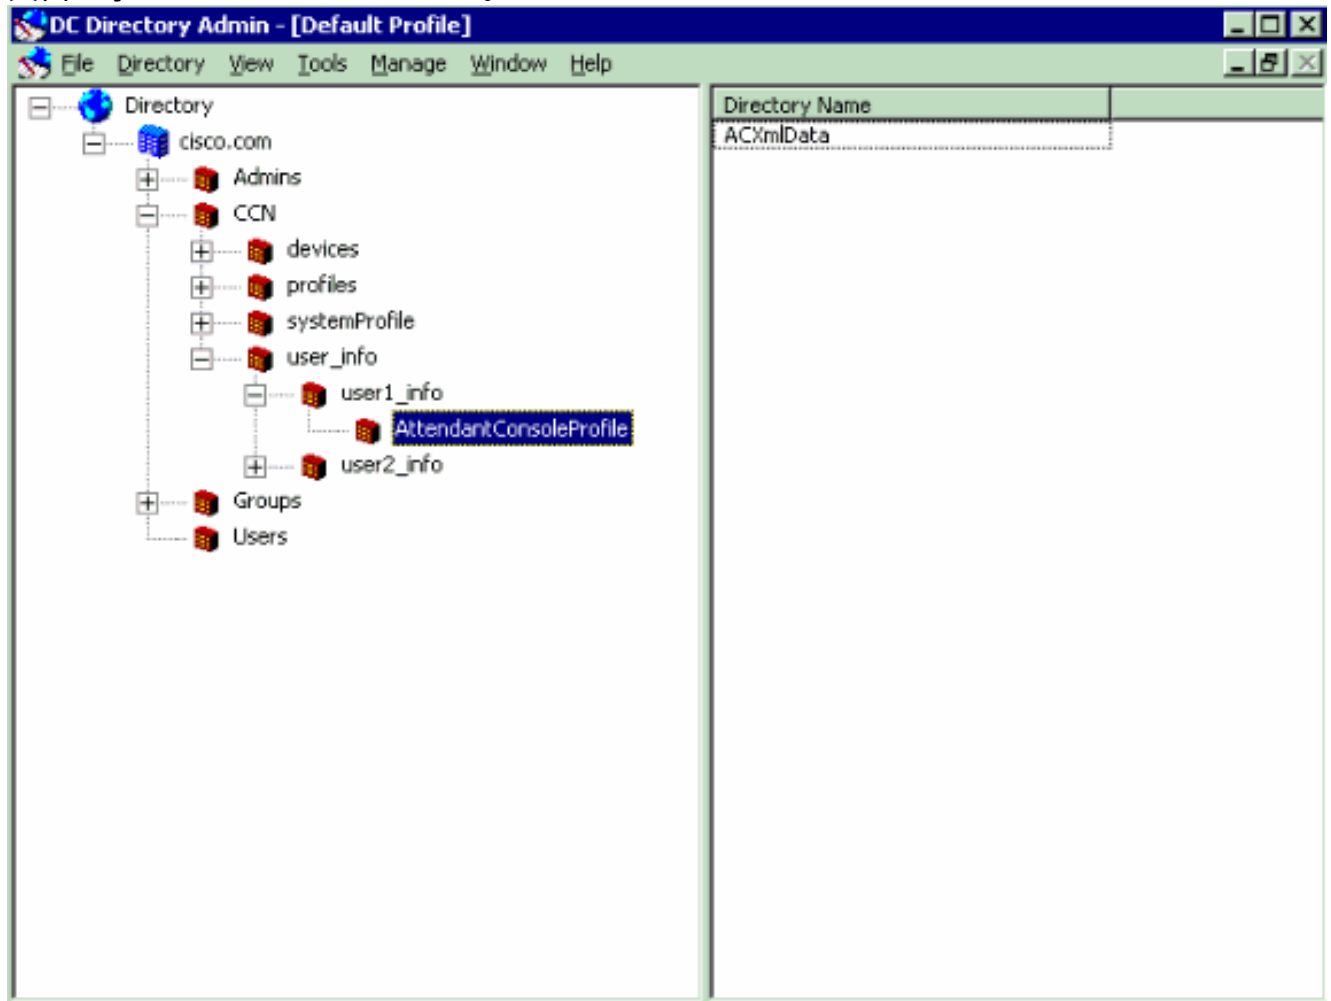 DC Directory Admin - [Default Profile]
File Directory View Tools Manage Window Help
Directory
cisco.com
Admins
CCN
devices
profiles
systemProfile
user_info
user1_info
AttendantConsoleProfile
user2_info
Groups
Users
Directory Name
ACXmlData